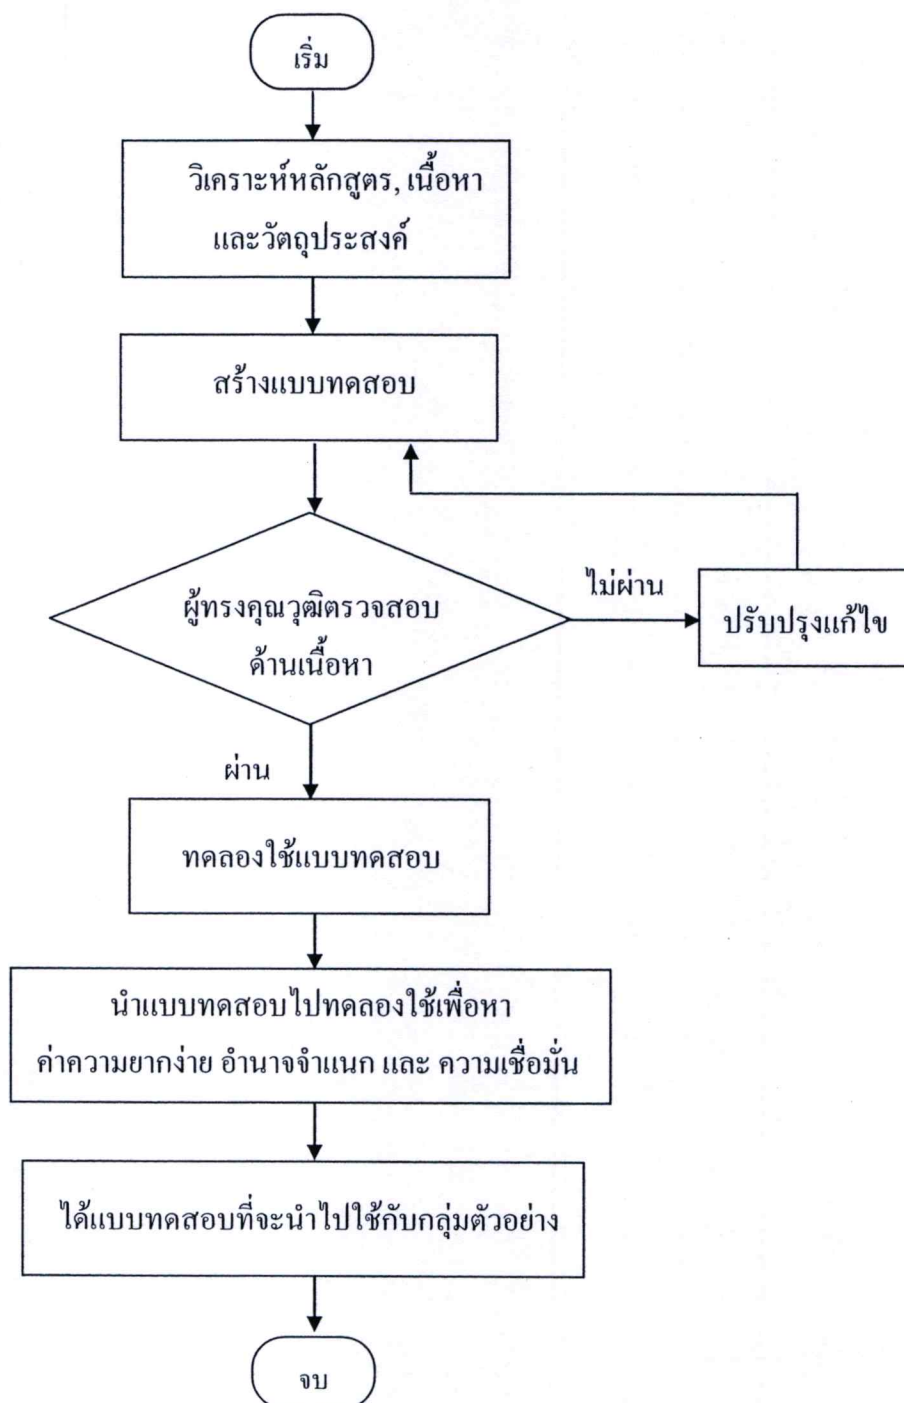 เริ่ม
วิเคราะห์หลักสูตร, เนื้อหา
และวัตถุประสงค์
สร้างแบบทดสอบ
ผู้ทรงคุณวุฒิตรวจสอบ
ด้านเนื้อหา
ไม่ผ่าน
ปรับปรุงแก้ไข
ผ่าน
ทดลองใช้แบบทดสอบ
นำแบบทดสอบไปทดลองใช้เพื่อหา
ค่าความยากง่าย อำนาจจำแนก และ ความเชื่อมั่น
ได้แบบทดสอบที่จะนำไปใช้กับกลุ่มตัวอย่าง
จบ